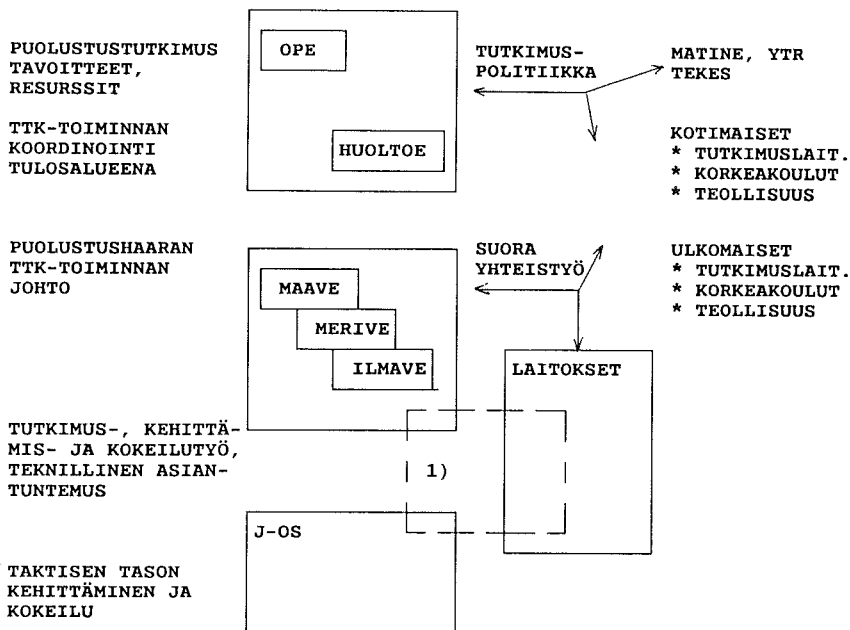 PUOLUSTUSTUTKIMUS
TAVOITTEET,
RESURSSIT
TTK-TOIMINNAN
KOORDINOINTI
TULOSALUEENA
OPE
HUOLTOE
TUTKIMUS-
POLITIIKKA
MATINE, YTR
TEKES
KOTIMAISET
* TUTKIMUSLAIT.
* KORKEAKOULUT
* TEOLLISUUS
PUOLUSTUSHAARAN
TTK-TOIMINNAN
JOHTO
MAAVE
MERIVE
ILMAVE
SUORA
YHTEISTYÖ
ULKOMAISET
* TUTKIMUSLAIT.
* KORKEAKOULUT
* TEOLLISUUS
LAITOKSET
TUTKIMUS-, KEHITTÄ-
MIS- JA KOKEILUTYÖ,
TEKNILLINEN ASIAN-
TUNTEMUS
1)
J-OS
TAKTISEN TASON
KEHITTÄMINEN JA
KOKEILU